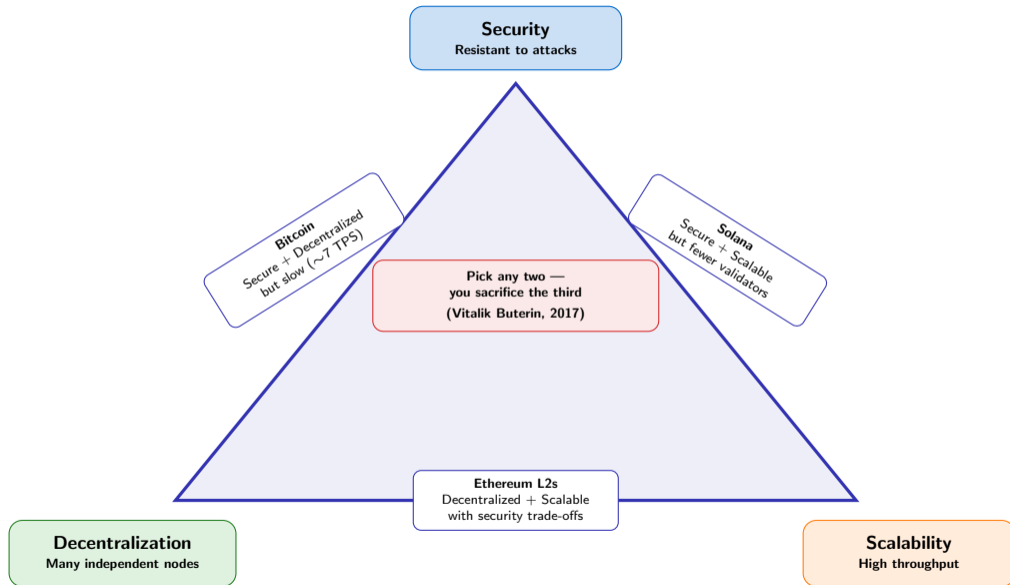 Security
Resistant to attacks
Bitcoin
Secure + Decentralized
but slow (∼7 TPS)
Solana
Secure + Scalable
but fewer validators
Pick any two —
you sacrifice the third
(Vitalik Buterin, 2017)
Ethereum L2s
Decentralized + Scalable
with security trade-offs
Decentralization
Many independent nodes
Scalability
High throughput